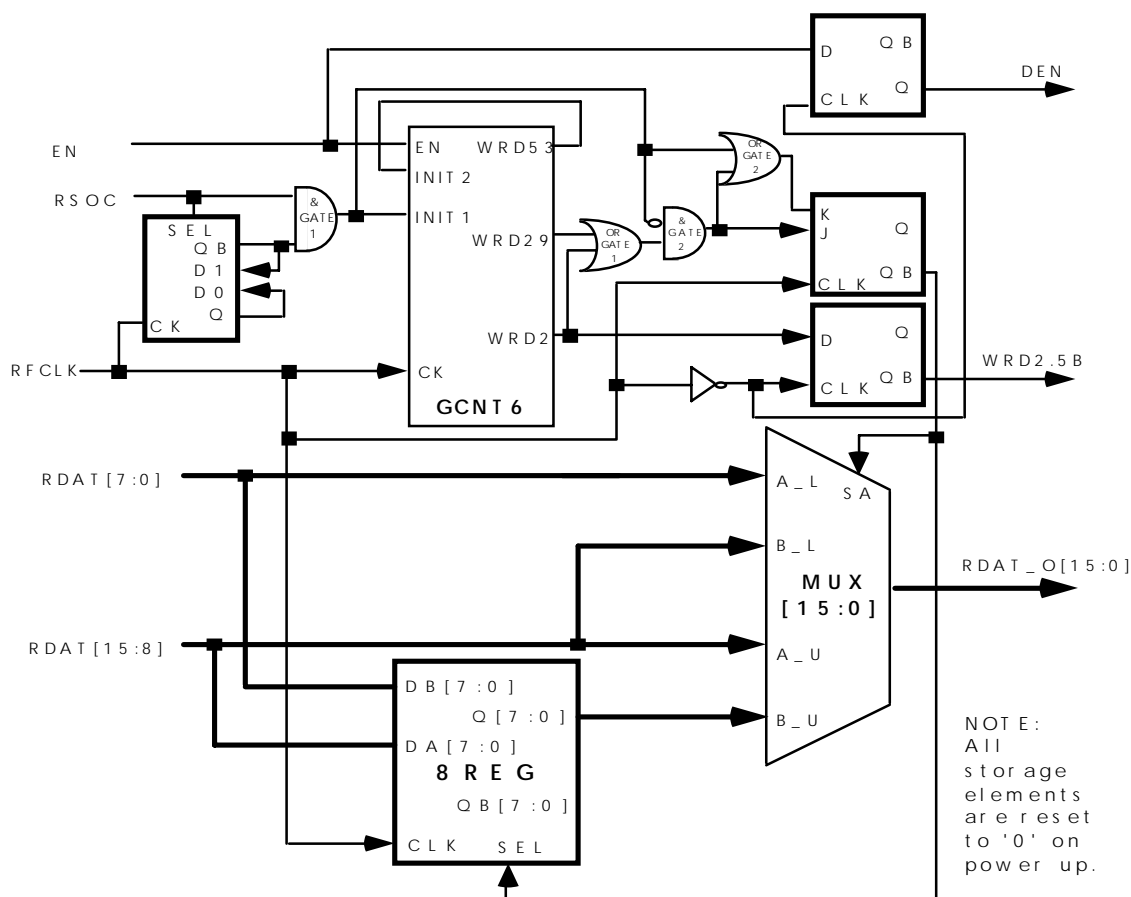 D
QB
Q
CLK
DEN
EN
RSOC
SEL
QB
D1
D0
Q
CK
&
GATE
1
EN
WRD53
INIT2
INIT1
WRD29
WRD2
CK
GCNT6
OR
GATE
1
&
GATE
2
OR
GATE
2
K
J
Q
QB
CLK
D
Q
QB
CLK
WRD2.5B
RFCLK
RDAT[7:0]
RDAT[15:8]
A_L
SA
B_L
MUX
[15:0]
A_U
B_U
RDAT_O[15:0]
DB[7:0]
Q[7:0]
DA[7:0]
8REG
QB[7:0]
CLK
SEL
NOTE:
All
storage
elements
are reset
to '0' on
power up.